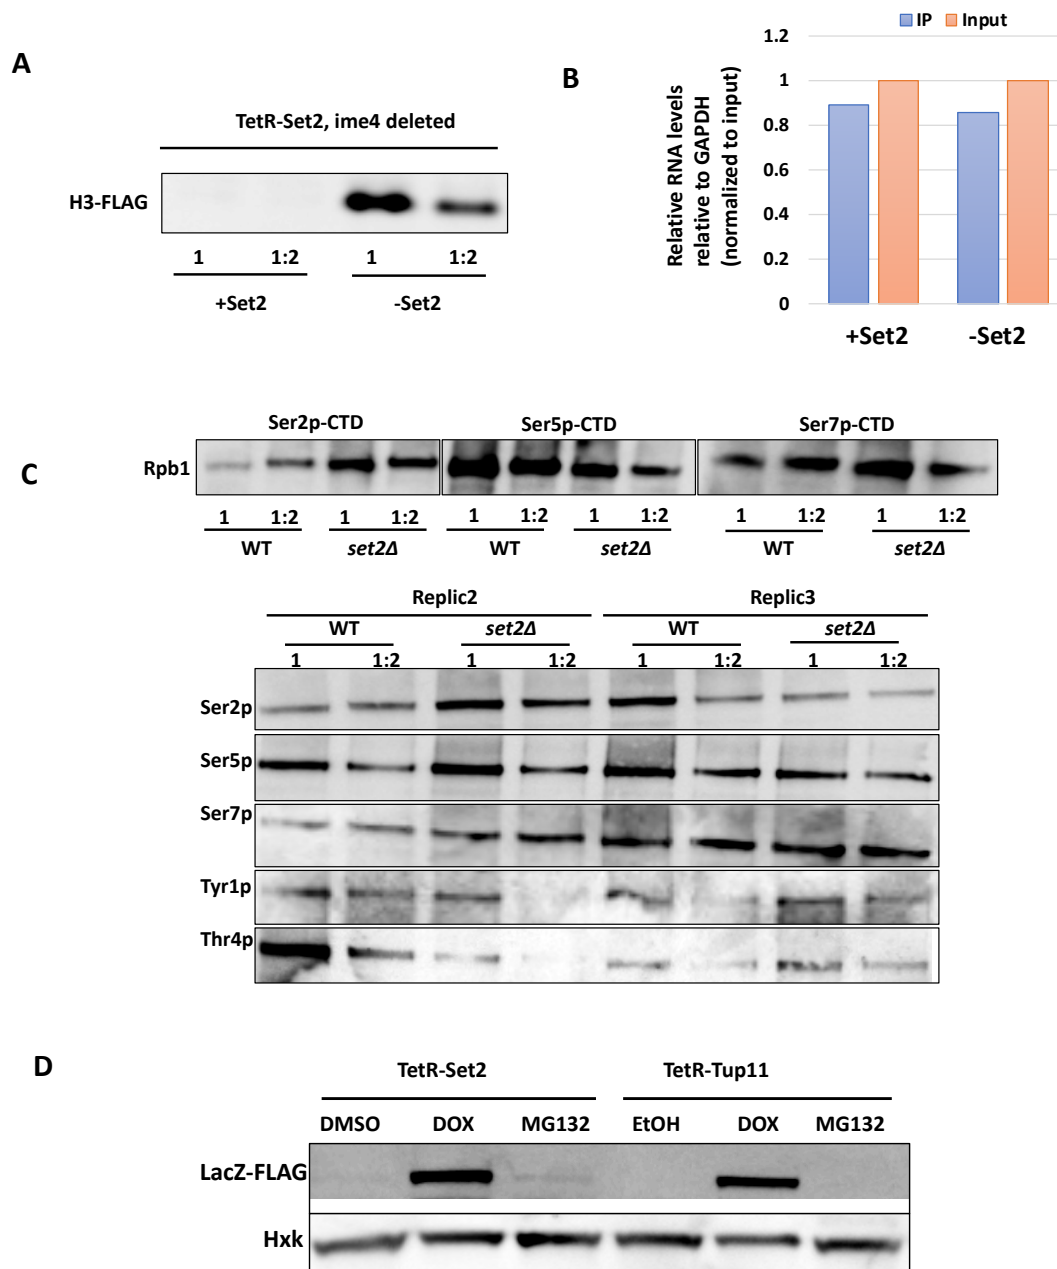 A
TetR-Set2, ime4 deleted
H3-FLAG
1 1:2 1 1:2
+Set2 -Set2
B
IP Input
Relative RNA levels
relative to GAPDH
(normalized to input)
1.2
1
0.8
0.6
0.4
0.2
0
+Set2 -Set2
C
Ser2p-CTD Ser5p-CTD Ser7p-CTD
Rpb1
1 1:2 1 1:2 1 1:2 1 1:2 1 1:2 1 1:2
WT set2Δ WT set2Δ WT set2Δ
Replic2 Replic3
WT set2Δ WT set2Δ
1 1:2 1 1:2 1 1:2 1 1:2
Ser2p
Ser5p
Ser7p
Tyr1p
Thr4p
D
TetR-Set2 TetR-Tup11
DMSO DOX MG132 EtOH DOX MG132
LacZ-FLAG
Hxk